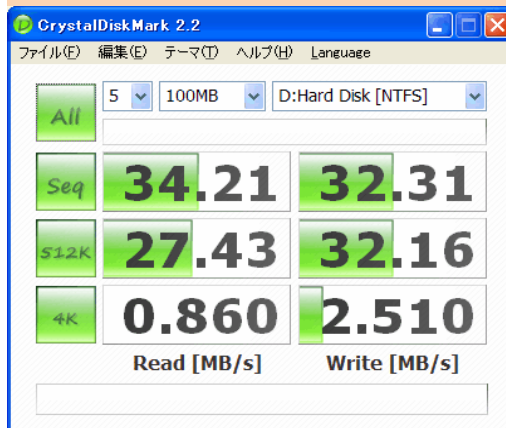 CrystalDiskMark 2.2
ファイル(F) 編集(E) テーマ(T) ヘルプ(H) Language
All 5 100MB D:Hard Disk [NTFS]
Seq 34.21 32.31
512K 27.43 32.16
4K 0.860 2.510
Read [MB/s] Write [MB/s]